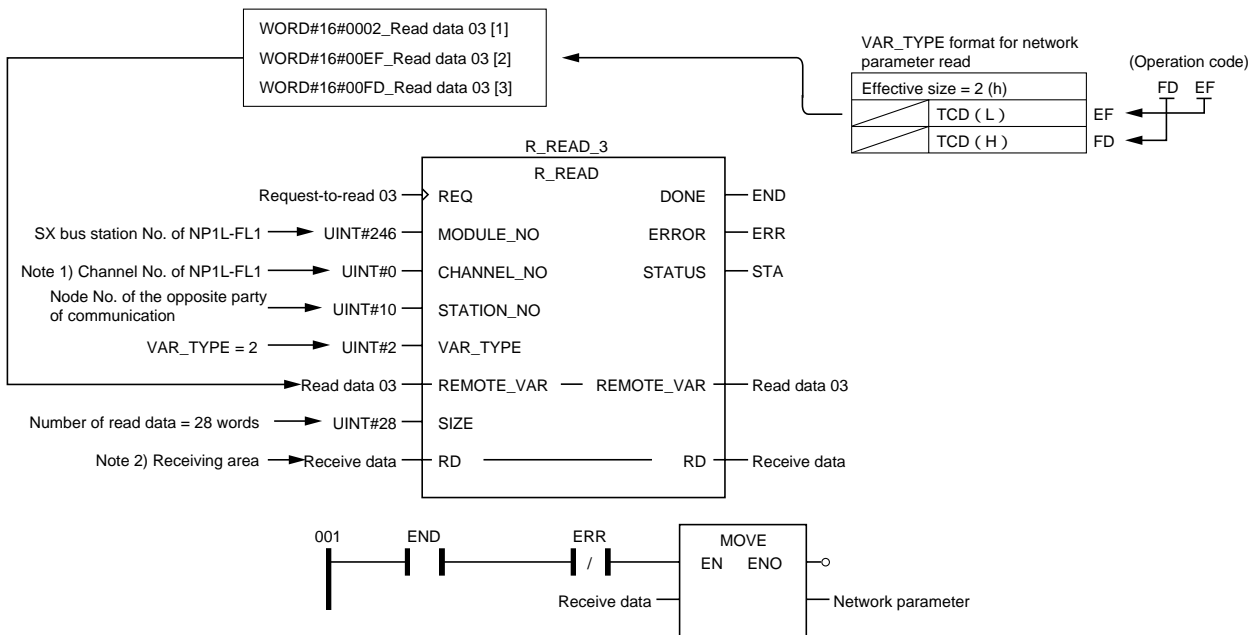 WORD#16#0002_Read data 03 [1]
WORD#16#00EF_Read data 03 [2]
WORD#16#00FD_Read data 03 [3]
VAR_TYPE format for network
parameter read
(Operation code)
FD EF
Effective size = 2 (h)
TCD ( L ) EF
TCD ( H ) FD
R_READ_3
R_READ
Request-to-read 03 REQ DONE END
SX bus station No. of NP1L-FL1 UINT#246 MODULE_NO ERROR ERR
Note 1) Channel No. of NP1L-FL1 UINT#0 CHANNEL_NO STATUS STA
Node No. of the opposite party
of communication UINT#10 STATION_NO
VAR_TYPE = 2 UINT#2 VAR_TYPE
Read data 03 REMOTE_VAR REMOTE_VAR Read data 03
Number of read data = 28 words UINT#28 SIZE
Note 2) Receiving area Receive data RD RD Receive data
001 END ERR MOVE
/ EN ENO
Receive data Network parameter